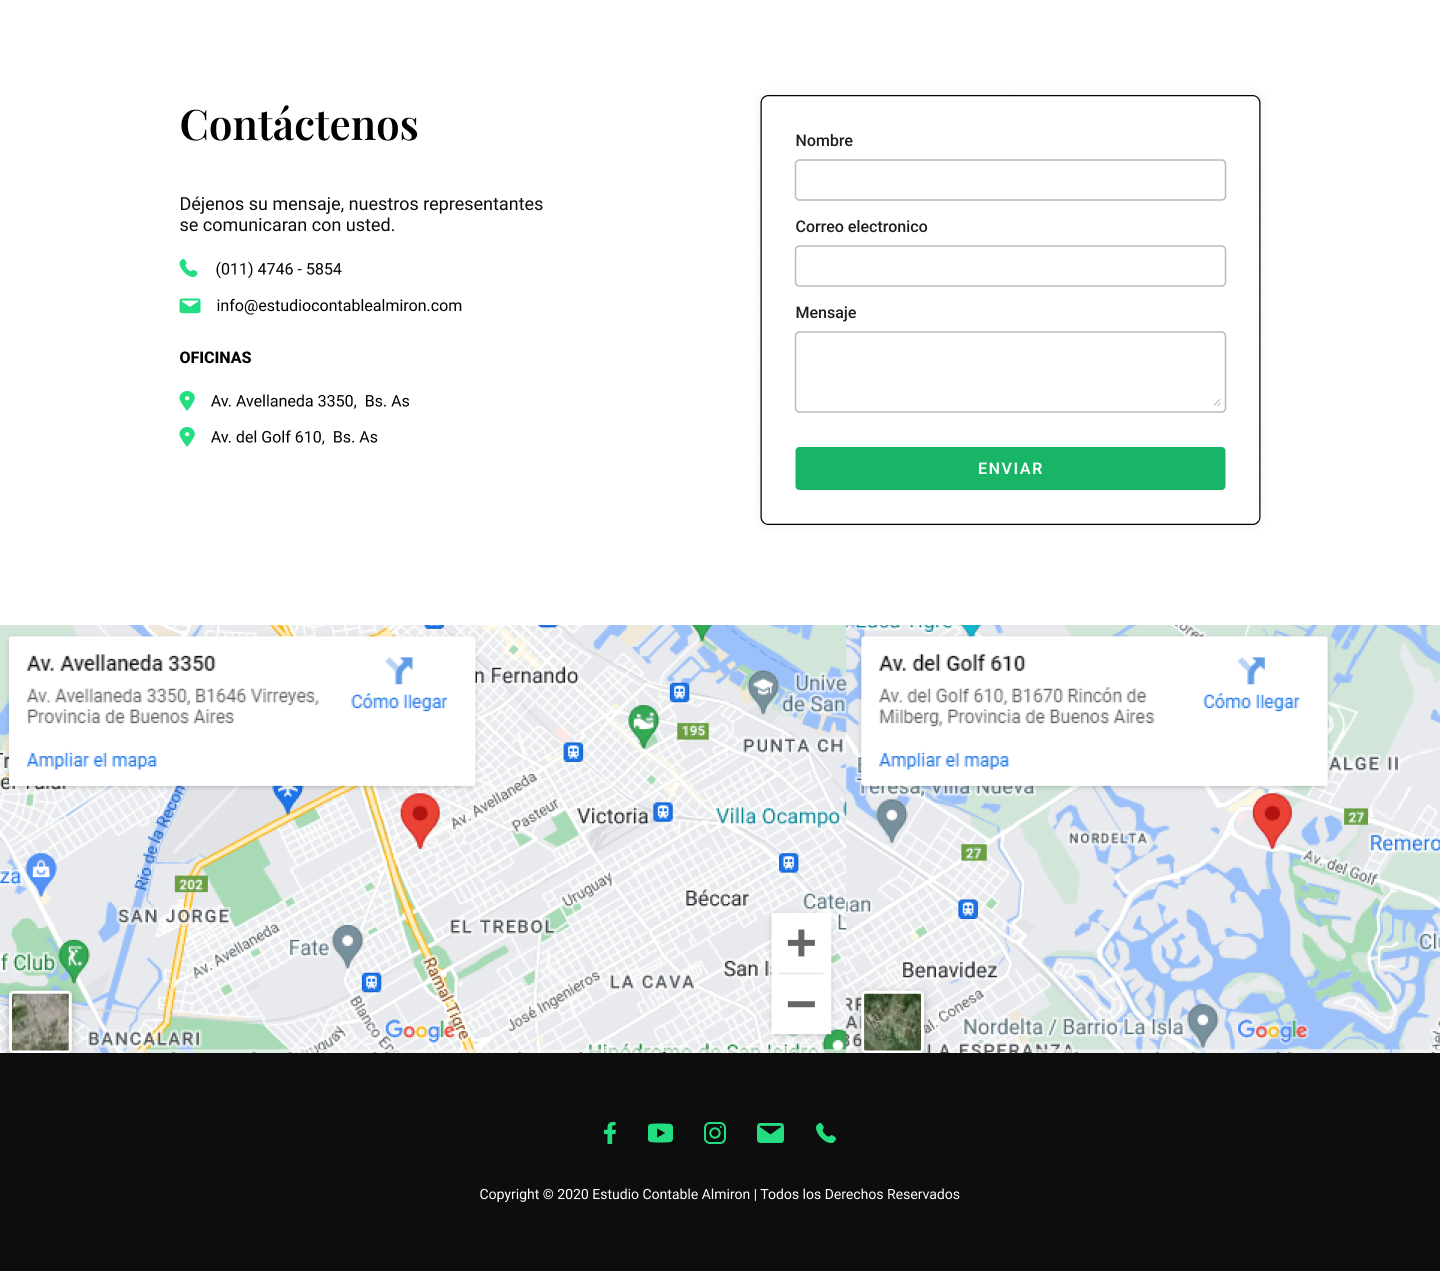 Contáctenos
Déjenos su mensaje, nuestros representantes
se comunicaran con usted.
(011) 4746 - 5854
info@estudiocontablealmiron.com
OFICINAS
Av. Avellaneda 3350, Bs. As
Av. del Golf 610, Bs. As
Nombre
Correo electronico
Mensaje
ENVIAR
Av. Avellaneda 3350
Av. Avellaneda 3350, B1646 Virreyes,
Provincia de Buenos Aires
Cómo llegar
Ampliar el mapa
n Fernando
Unive
de San
195
PUNTA CH
Av. Avellaneda
Pasteur
Victoria
Villa Ocampo
Río de la Recon
za
202
SAN JORGE
Uruguay
Béccar
Cate
EL TREBOL
Av. Avellaneda
Fate
f Club
Ramal Tigre
LA CAVA
San I
José Ingenieros
Blanco En
uruguay
BANCALARI
Google
Hipódromo de San Isidro
Av. del Golf 610
Av. del Golf 610, B1670 Rincón de
Milberg, Provincia de Buenos Aires
Cómo llegar
Ampliar el mapa
ALGE II
Teresa, Villa Nueva
27
NORDELTA
Remero
27
Av. del Golf
an
Benavidez
al. Conesa
Nordelta / Barrio La Isla
LA ESPERANZA
Google
Copyright © 2020 Estudio Contable Almiron | Todos los Derechos Reservados